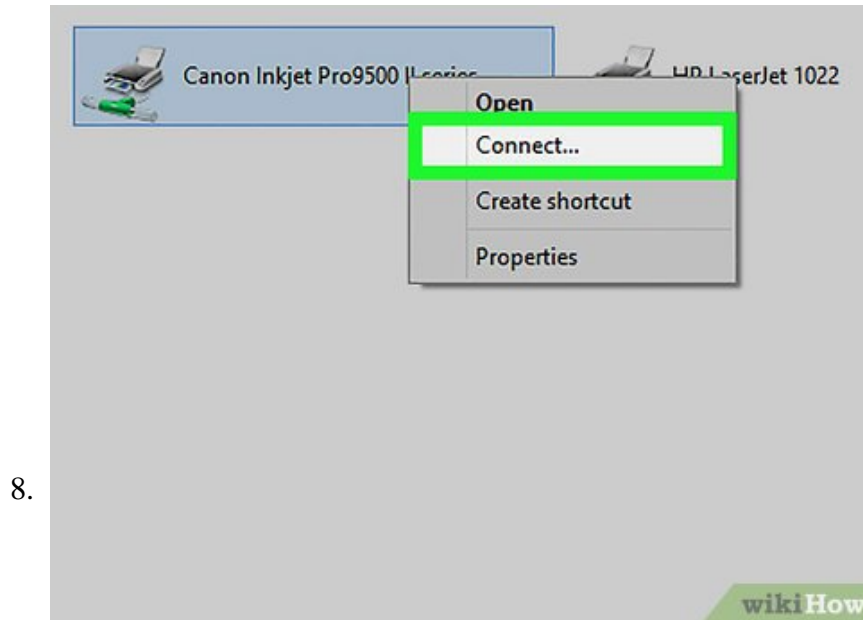 Canon Inkjet Pro9500 II series
HP LaserJet 1022
Open
Connect...
Create shortcut
Properties
8.
wikiHow